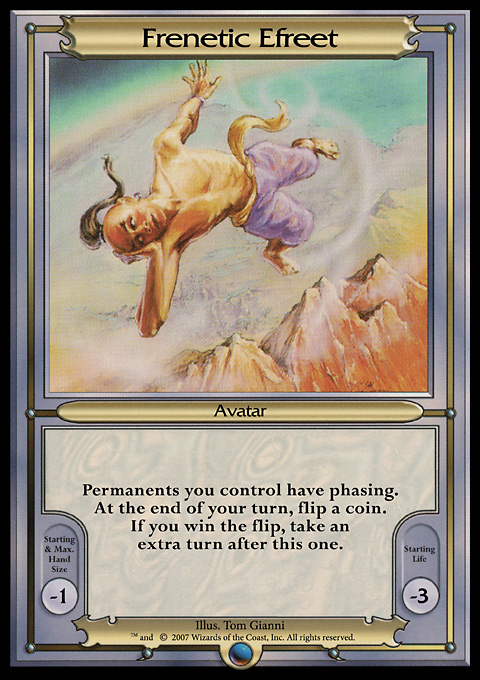 Frenetic Efreet
Avatar
Permanents you control have phasing.
At the end of your turn, flip a coin.
If you win the flip, take an
extra turn after this one.
Starting
& Max.
Hand
Size
-1
Starting
Life
-3
Illus. Tom Gianni
™ and © 2007 Wizards of the Coast, Inc. All rights reserved.